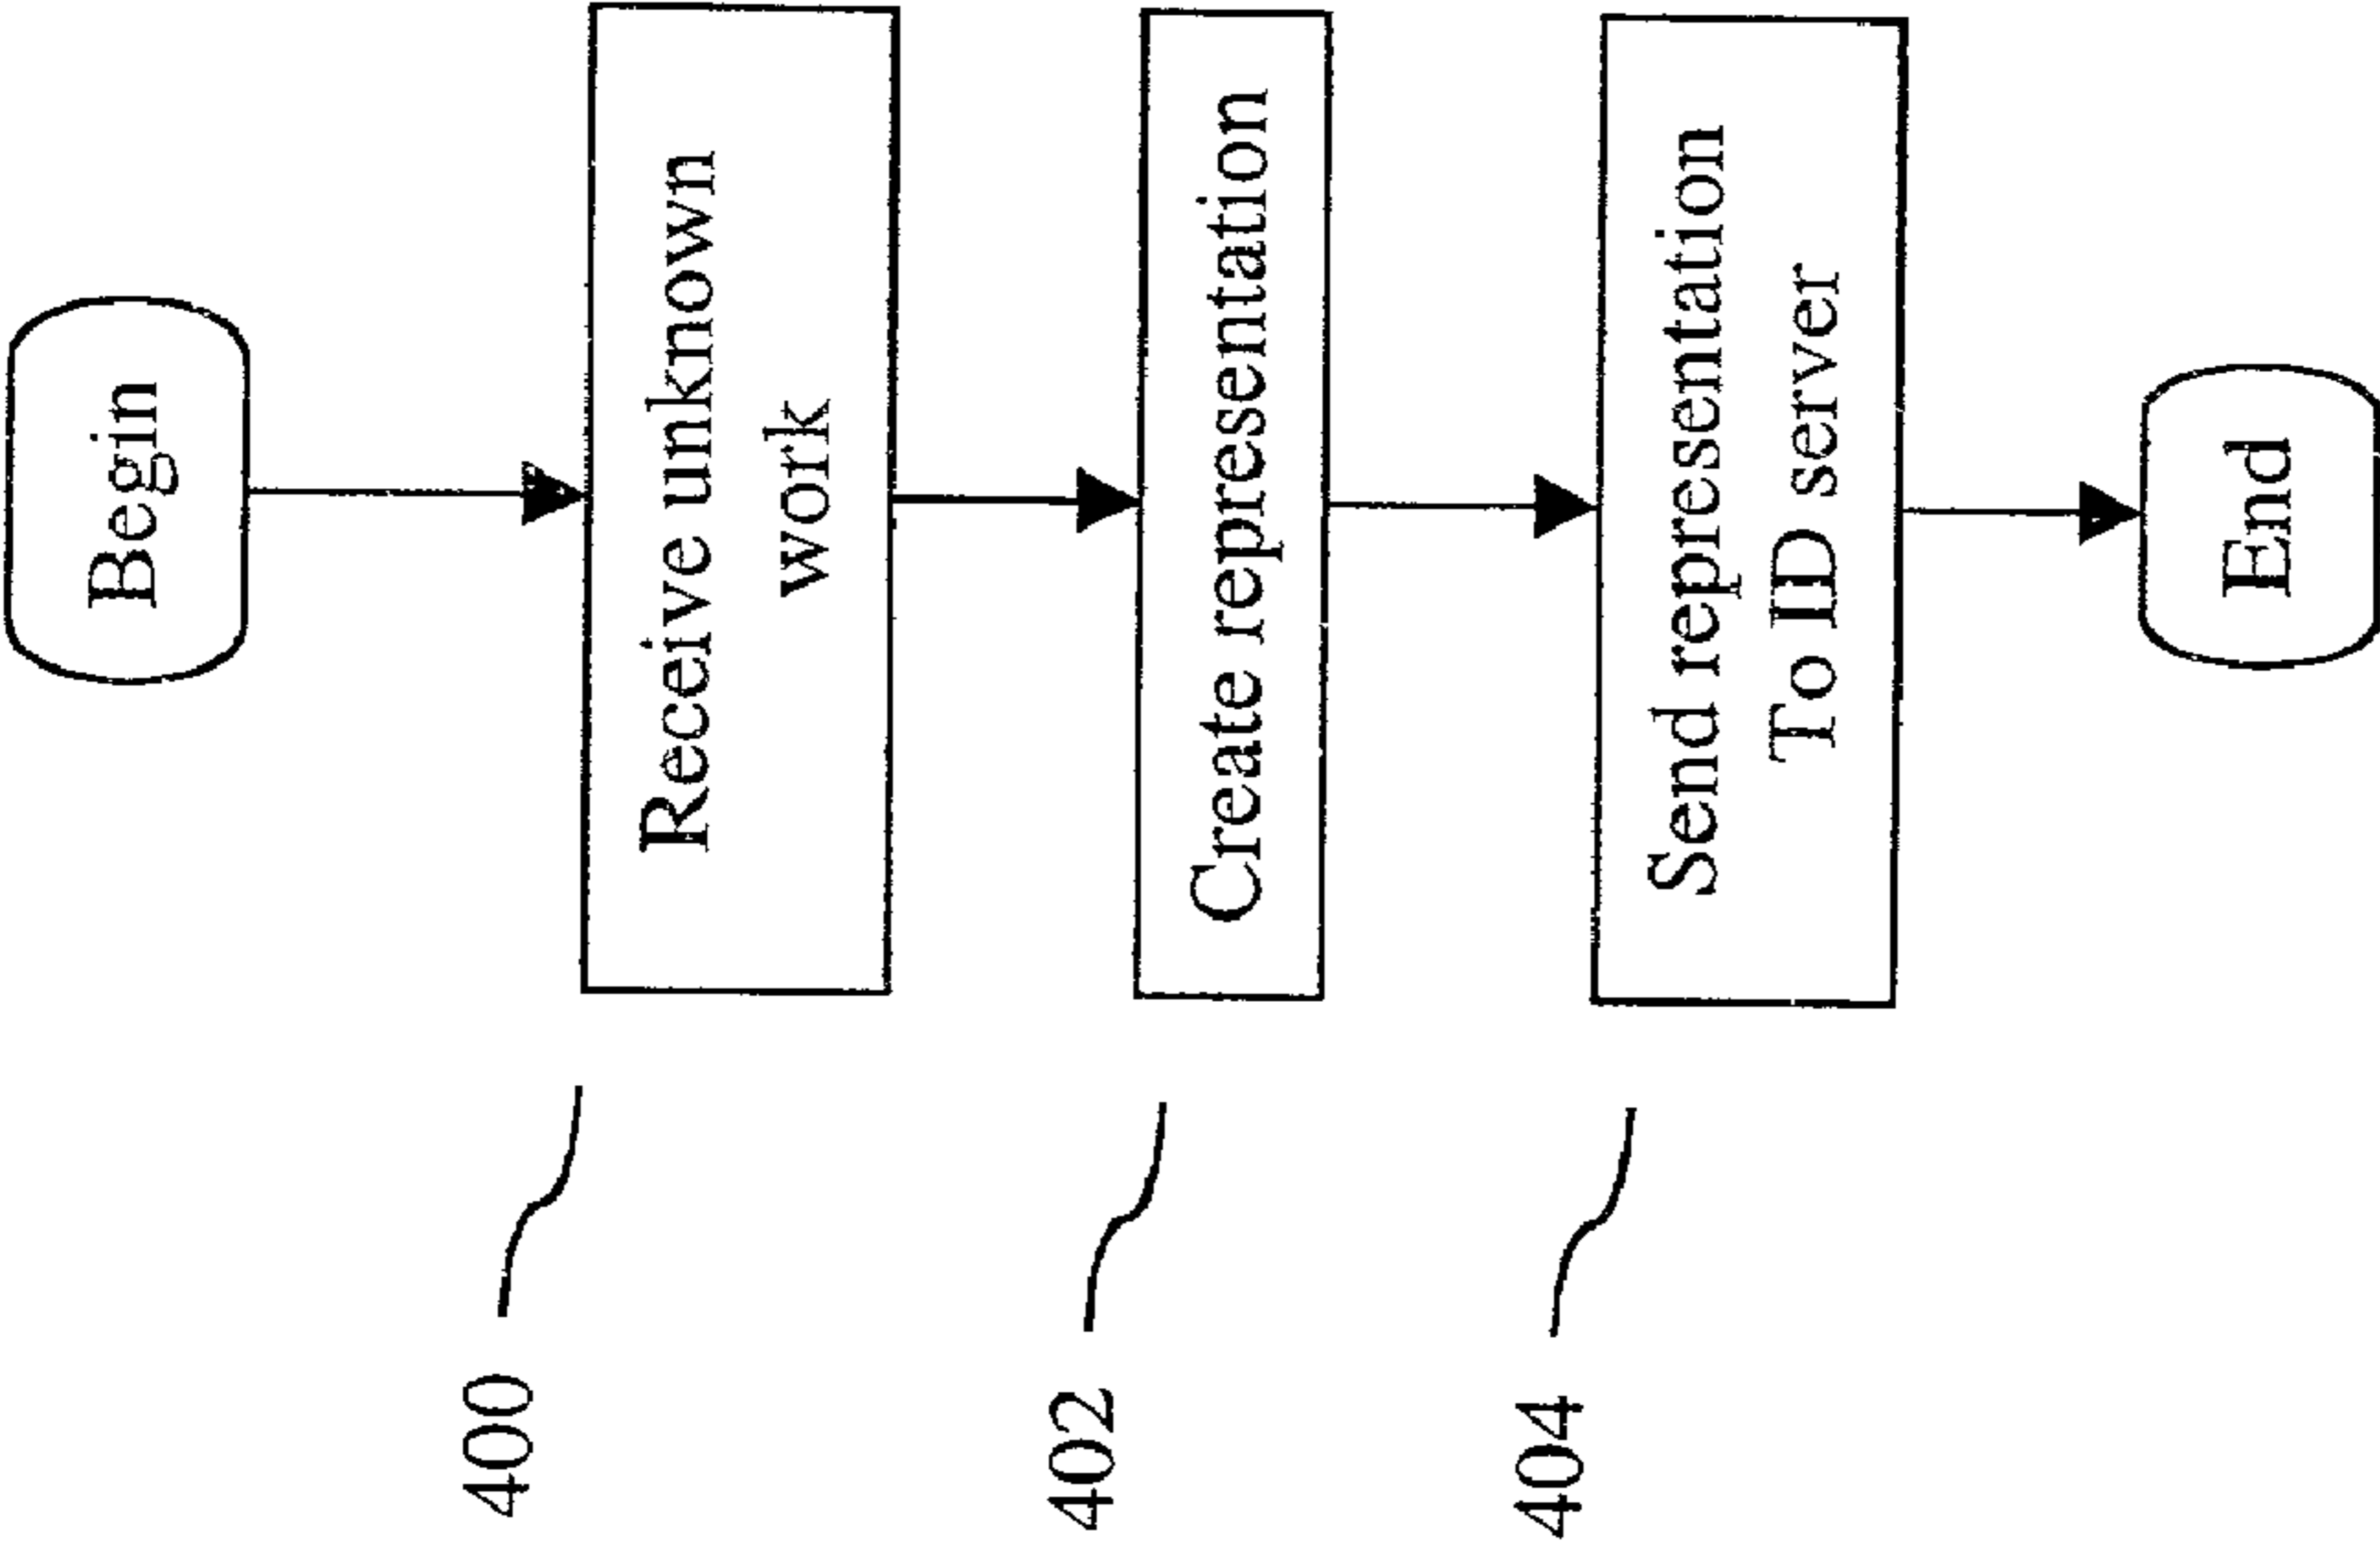 Begin
400
Receive unknown
work
402
Create representation
404
Send representation
To ID server
End